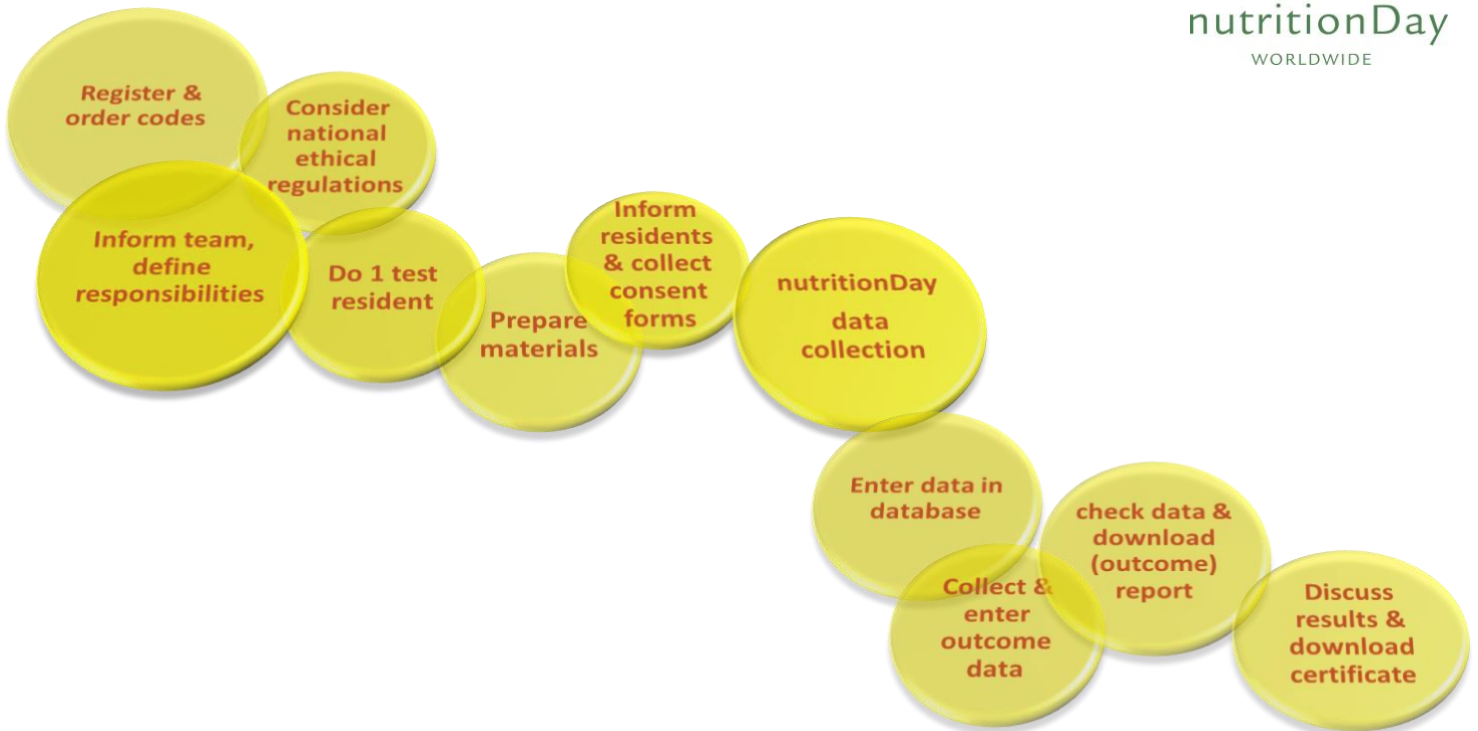 nutritionDay
WORLDWIDE
Register &
order codes
Consider
national
ethical
regulations
Inform team,
define
responsibilities
Do 1 test
resident
Prepare
materials
Inform
residents
& collect
consent
forms
nutritionDay
data
collection
Enter data in
database
Collect &
enter
outcome
data
check data &
download
(outcome)
report
Discuss
results &
download
certificate